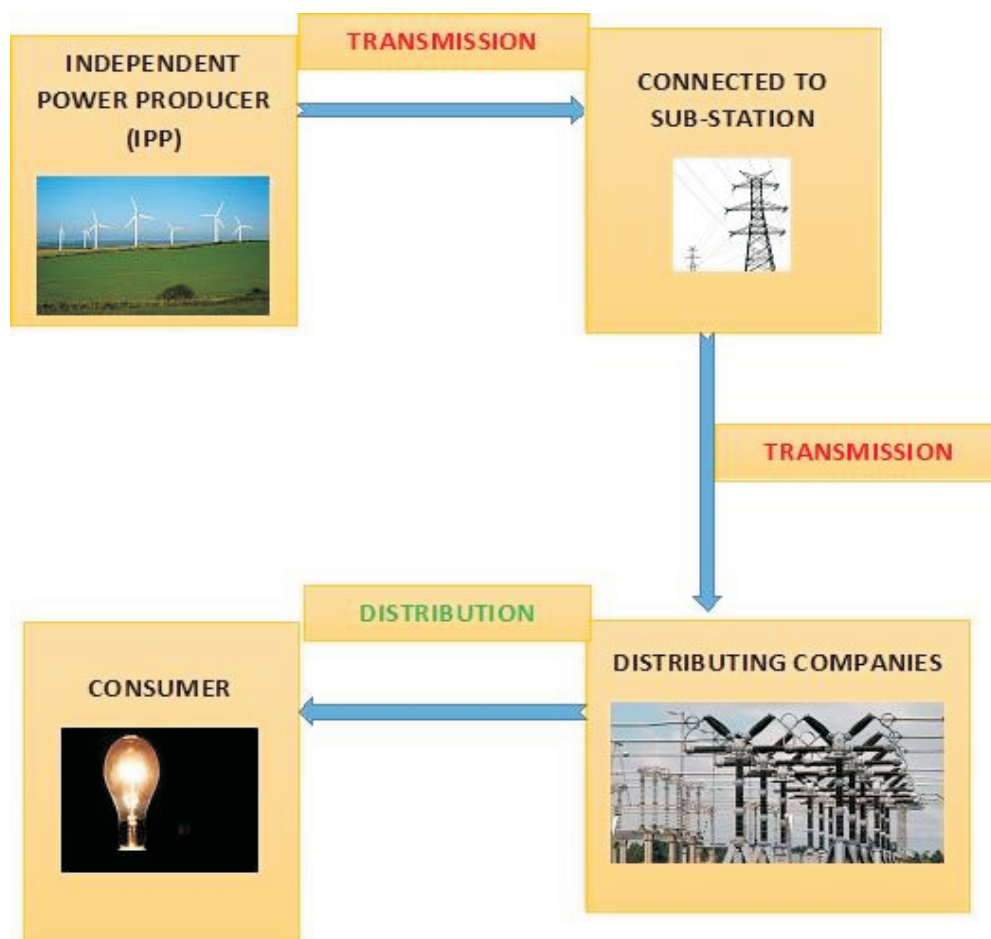 INDEPENDENT
POWER PRODUCER
(IPP)
TRANSMISSION
CONNECTED TO
SUB-STATION
TRANSMISSION
DISTRIBUTING COMPANIES
DISTRIBUTION
CONSUMER